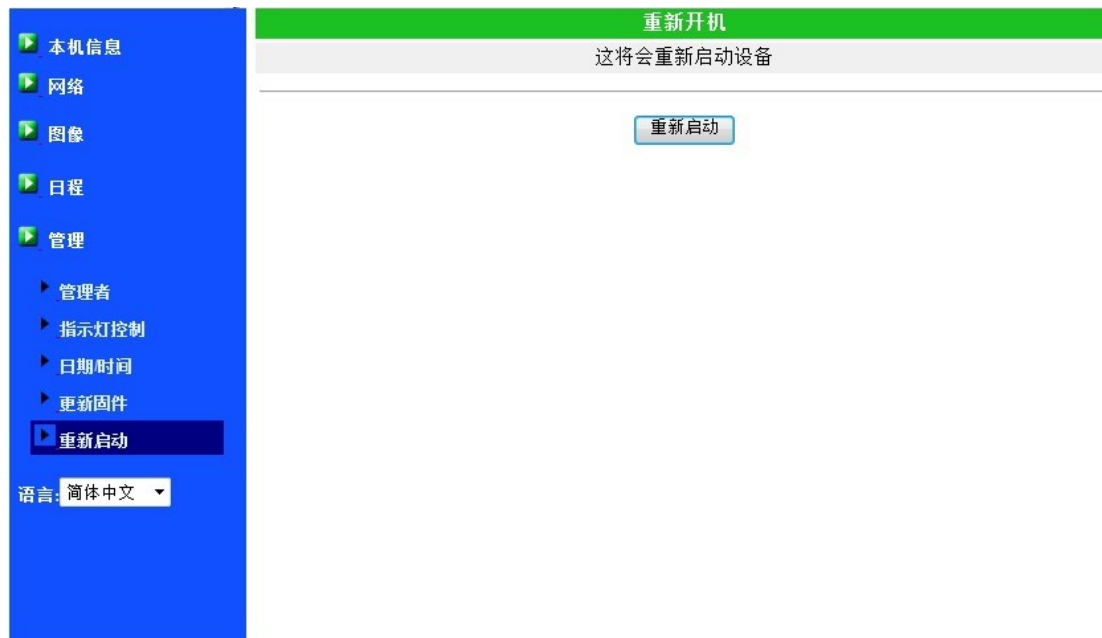 本机信息
网络
图像
日程
管理
管理者
指示灯控制
日期/时间
更新固件
重新启动
语言:简体中文
重新开机
这将会重新启动设备
重新启动